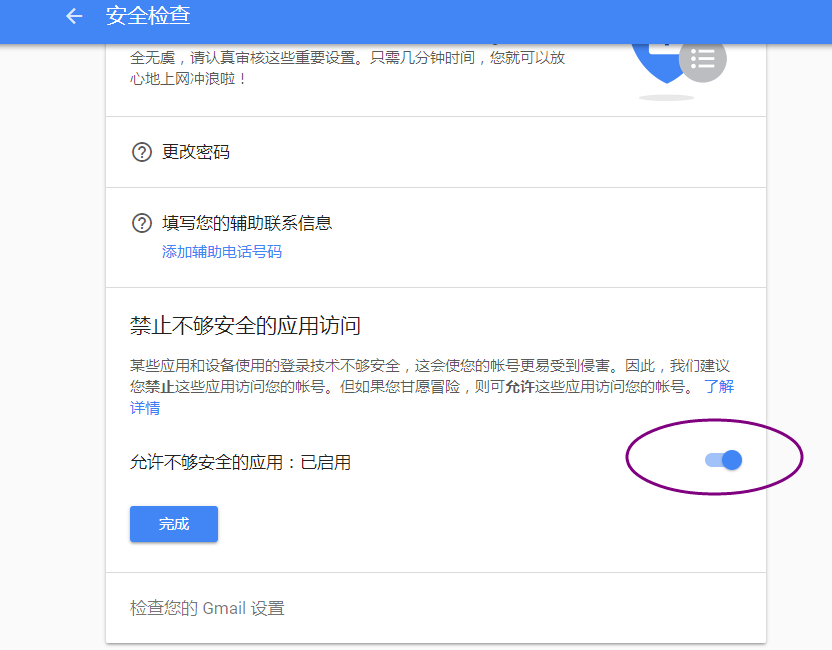 安全检查
全无虞，请认真审核这些重要设置。只需几分钟时间，您就可以放
心地上网冲浪啦！
更改密码
填写您的辅助联系信息
添加辅助电话号码
禁止不够安全的应用访问
某些应用和设备使用的登录技术不够安全，这会使您的帐号更易受到侵害。因此，我们建议
您禁止这些应用访问您的帐号。但如果您甘愿冒险，则可允许这些应用访问您的帐号。 了解
详情
允许不够安全的应用：已启用
完成
检查您的 Gmail 设置